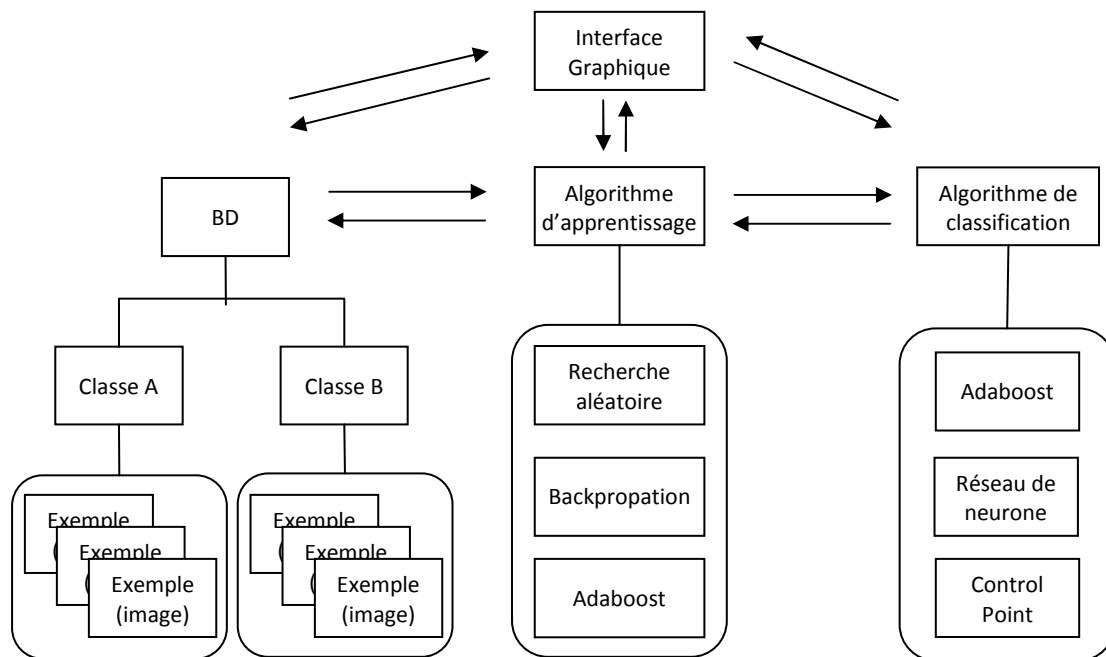 Interface
Graphique
BD
Algorithme
d'apprentissage
Algorithme de
classification
Classe A
Classe B
Recherche
aléatoire
Adaboost
Backpropation
Réseau de
neurone
Adaboost
Control
Point
Exemple
(
Exemple
(
Exemple
(image)
Exemple
(
Exemple
(
Exemple
(image)